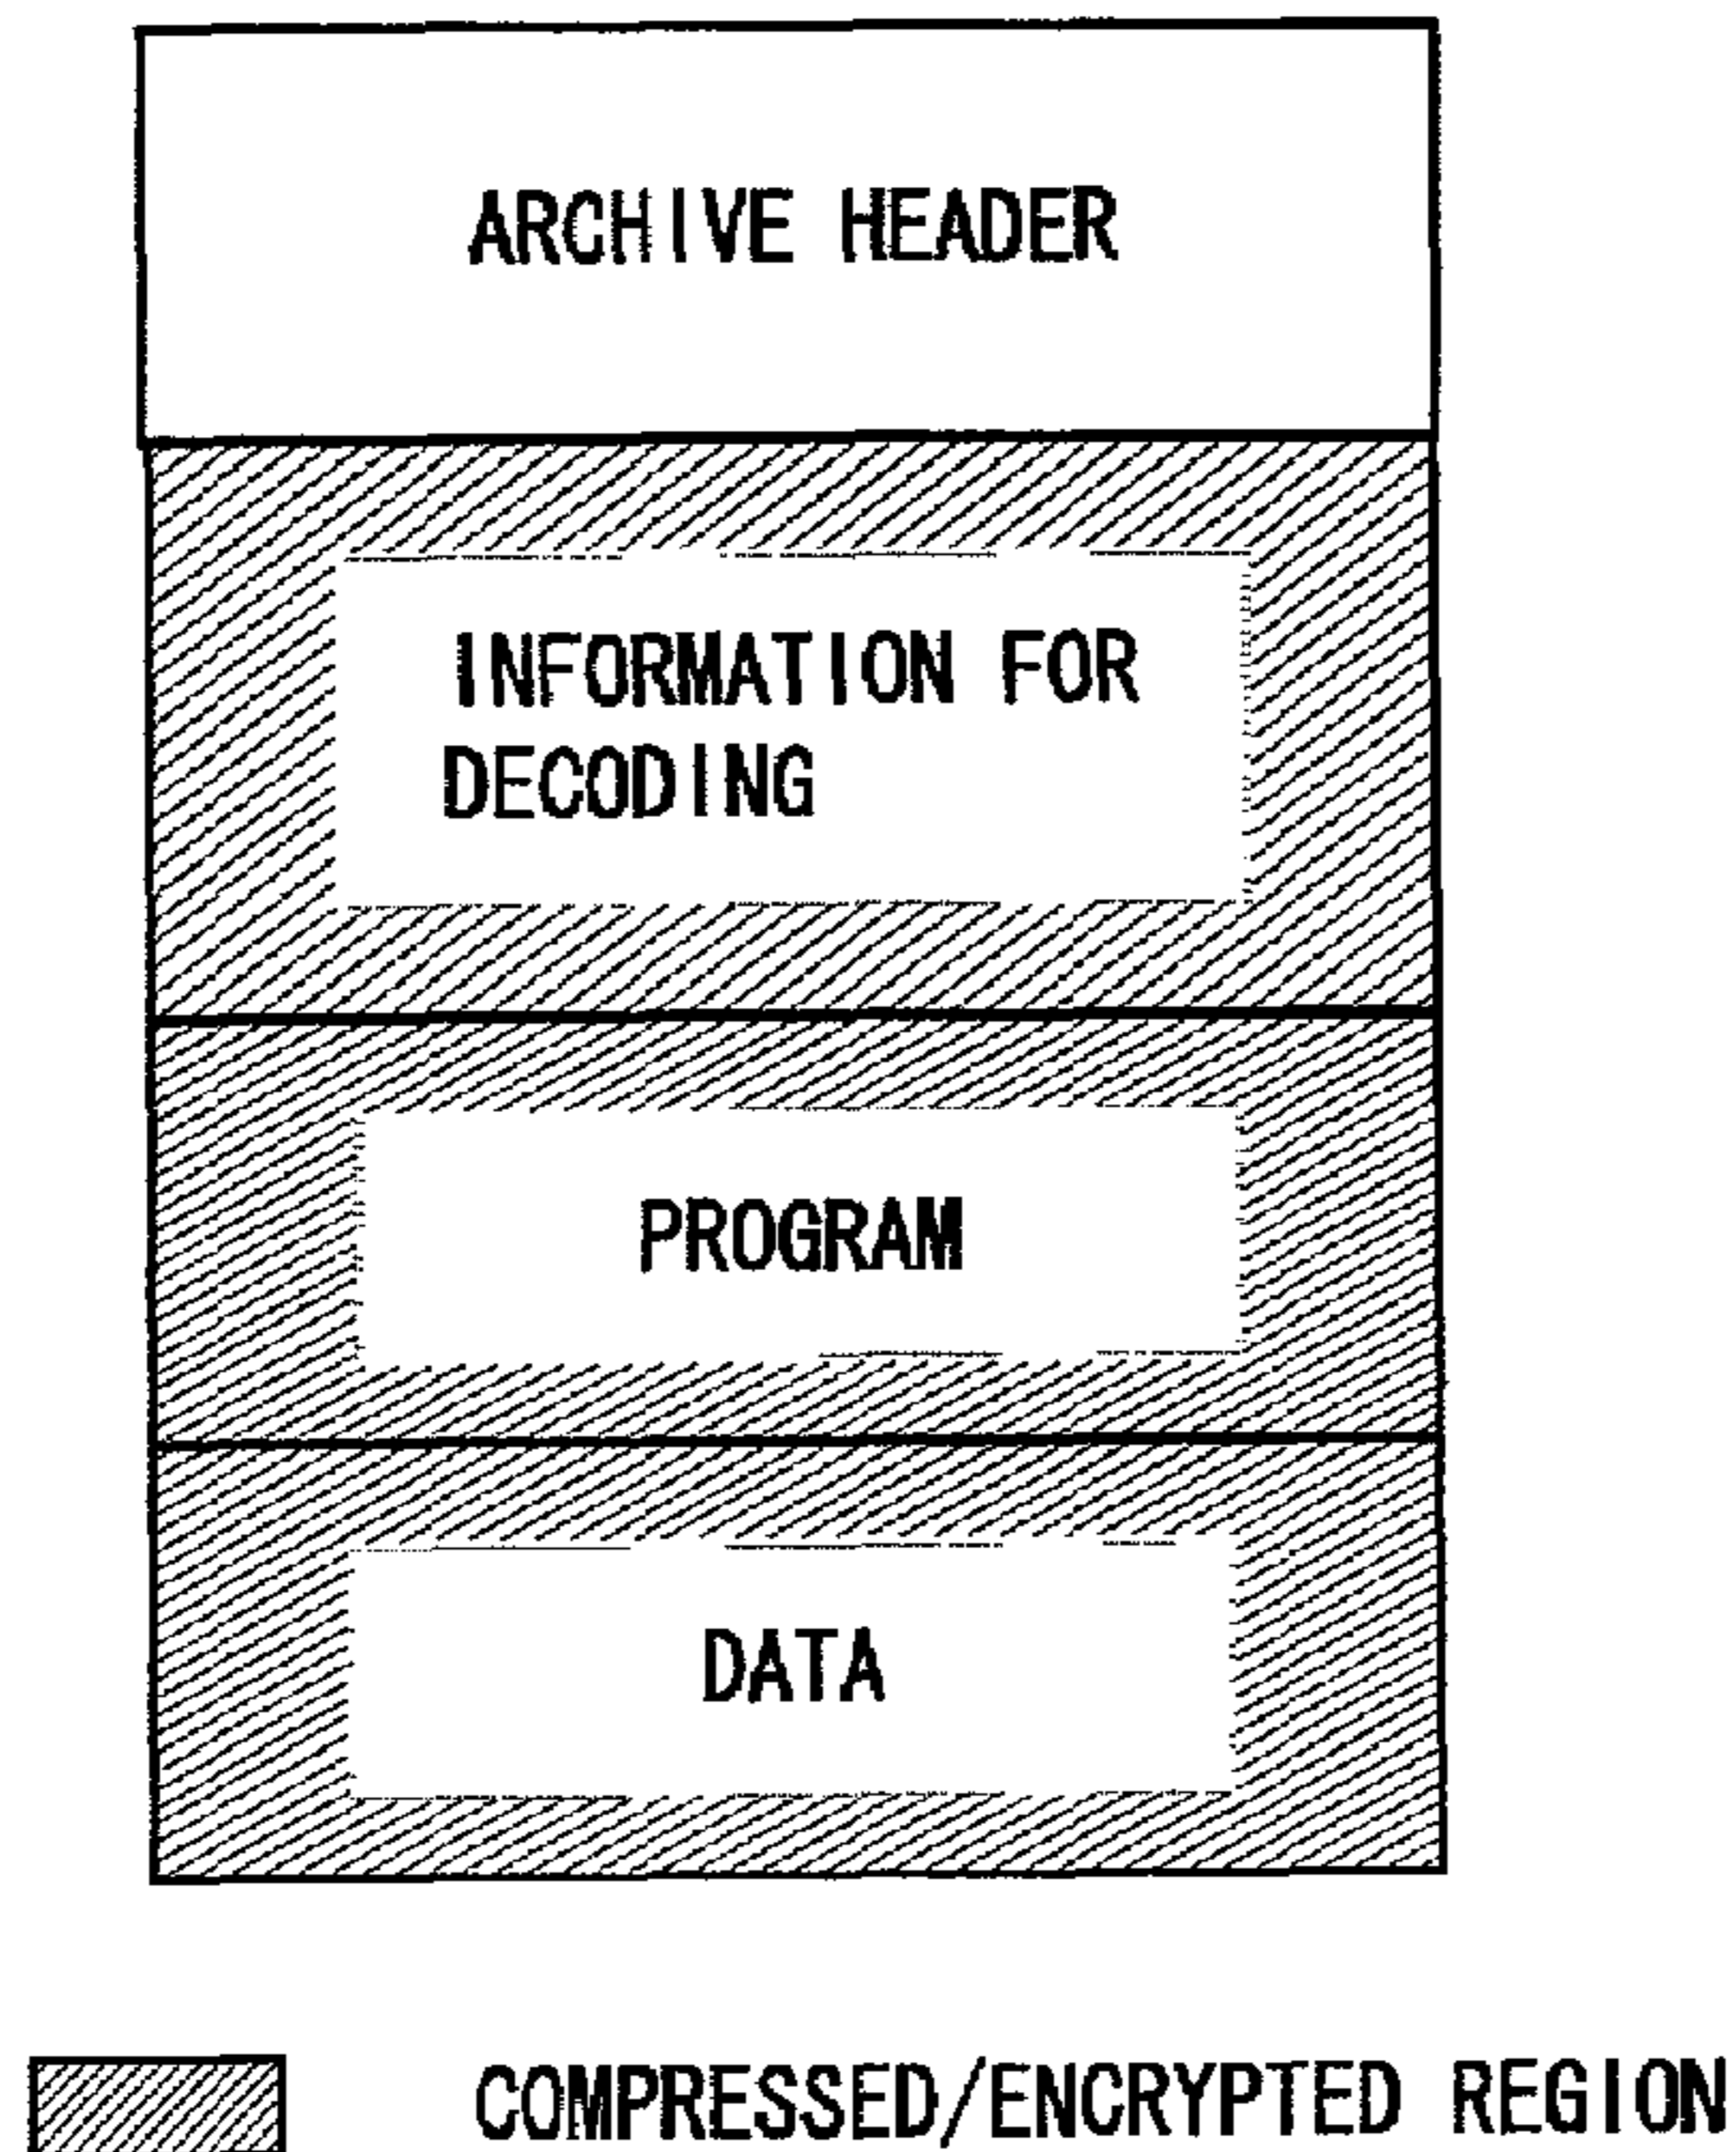 ARCHIVE HEADER
INFORMATION FOR
DECODING
PROGRAM
DATA
COMPRESSED/ENCRYPTED REGION